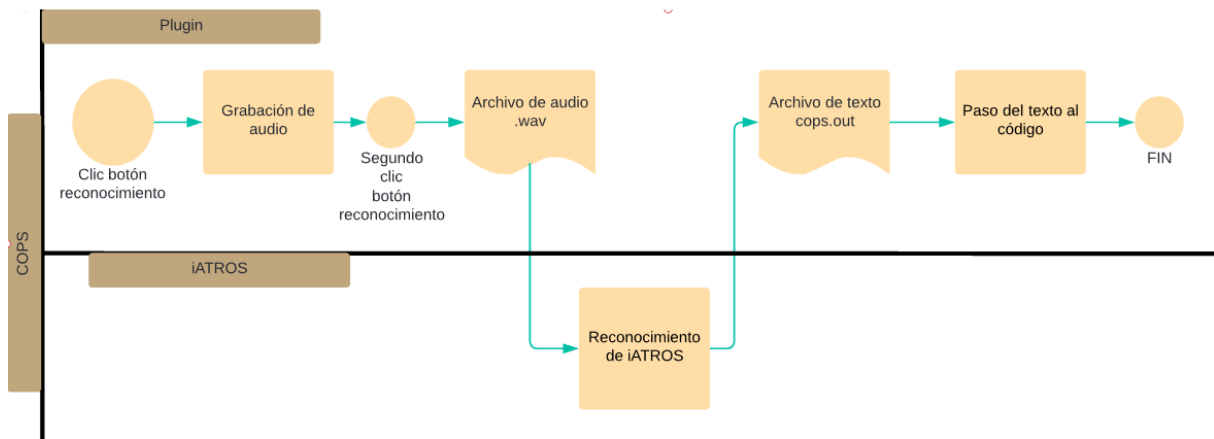 Plugin
Grabación de
audio
Archivo de audio
.wav
Archivo de texto
cops.out
Paso del texto al
código
Clic botón
reconocimiento
Segundo
clic
botón
reconocimiento
FIN
COPS
iATROS
Reconocimiento
de iATROS